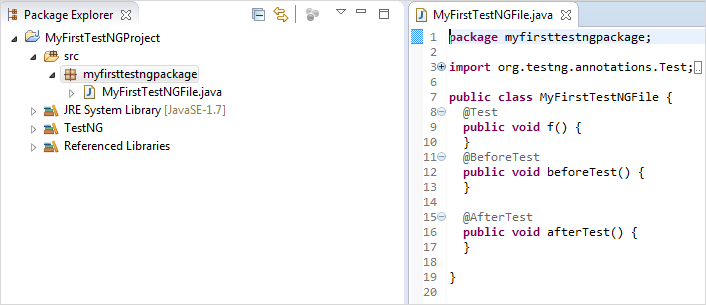 Package Explorer
MyFirstTestNGProject
src
myfirsttestngpackage
MyFirstTestNGFile.java
JRE System Library [JavaSE-1.7]
TestNG
Referenced Libraries
MyFirstTestNGFile.java
1 package myfirsttestngpackage;
2
3 import org.testng.annotations.Test;
6
7 public class MyFirstTestNGFile {
8 @Test
9 public void f() {
10 }
11 @BeforeTest
12 public void beforeTest() {
13 }
14
15 @AfterTest
16 public void afterTest() {
17 }
18
19 }
20